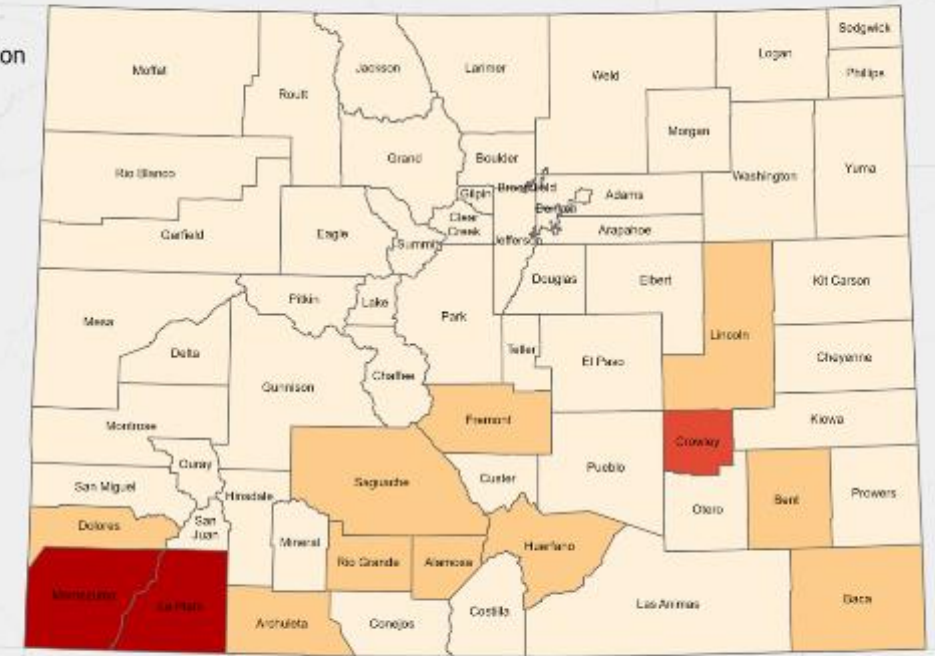 on
Moffat
Routt
Jackson
Larimer
Weld
Logan
Sedgwick
Phillips
Morgan
Rio Blanco
Grand
Boulder
Washington
Yuma
Gilpin
Broomfield
Adams
Clear
Creek
Denver
Garfield
Eagle
Summit
Jefferson
Arapahoe
Douglas
Elbert
Kit Carson
Mesa
Pitkin
Lake
Park
Lincoln
Delta
Teller
El Paso
Cheyenne
Gunnison
Chaffee
Montrose
Fremont
Kiowa
Crowley
Ouray
San Miguel
Hinsdale
Saguache
Custer
Pueblo
Otero
Bent
Prowers
Dolores
San
Juan
Mineral
Rio Grande
Alamosa
Huerfano
Montezuma
La Plata
Archuleta
Conejos
Costilla
Las Animas
Baca